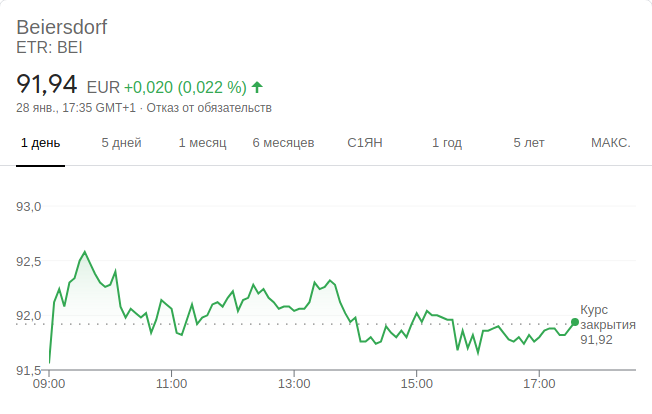 Beiersdorf
ETR: BEI
91,94 EUR +0,020 (0,022 %)
28 янв., 17:35 GMT+1 · Отказ от обязательств
1 день 5 дней 1 месяц 6 месяцев С1ЯН 1 год 5 лет МАКС.
93,0
92,5
92,0
91,5
Курс
закрытия
91,92
09:00 11:00 13:00 15:00 17:00